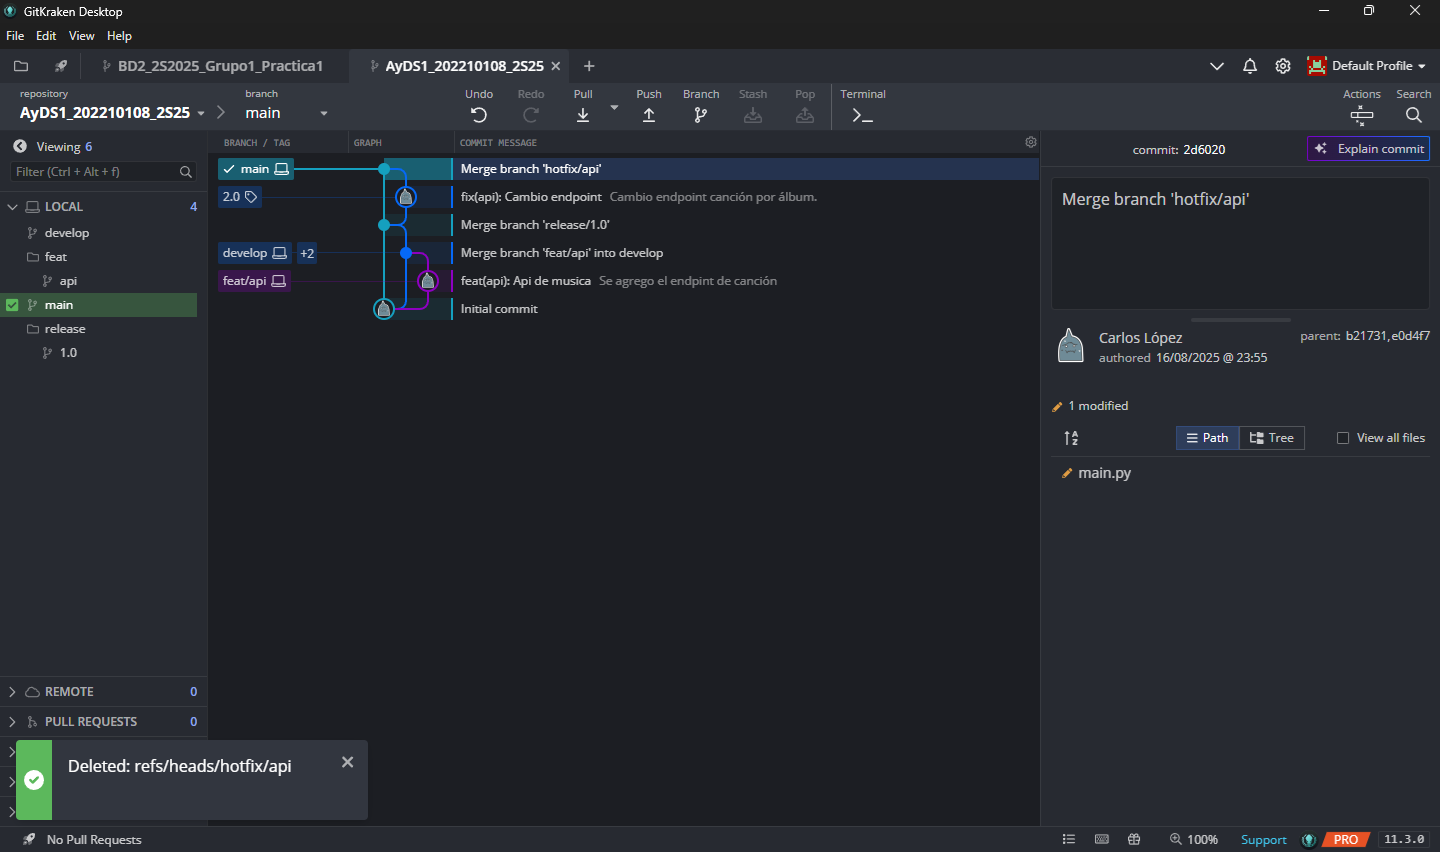 GitKraken Desktop
File Edit View Help
BD2_2S2025_Grupo1_Practica1
AyDS1_202210108_2S25
Default Profile
repository
AyDS1_202210108_2S25
branch
main
Undo
Redo
Pull
Push
Branch
Stash
Pop
Terminal
Actions
Search
Viewing 6
Filter (Ctrl + Alt + f)
LOCAL 4
develop
feat
api
main
release
1.0
REMOTE 0
PULL REQUESTS 0
BRANCH / TAG GRAPH COMMIT MESSAGE
main Merge branch 'hotfix/api'
2.0 fix(api): Cambio endpoint Cambio endpoint canción por álbum.
Merge branch 'release/1.0'
develop +2 Merge branch 'feat/api' into develop
feat/api feat(api): Api de musica Se agrego el endpint de canción
Initial commit
commit: 2d6020
Explain commit
Merge branch 'hotfix/api'
Carlos López
authored 16/08/2025 @ 23:55
parent: b21731,e0d4f7
1 modified
A
Z
Path
Tree
View all files
main.py
Deleted: refs/heads/hotfix/api
No Pull Requests
100%
Support
PRO
11.3.0